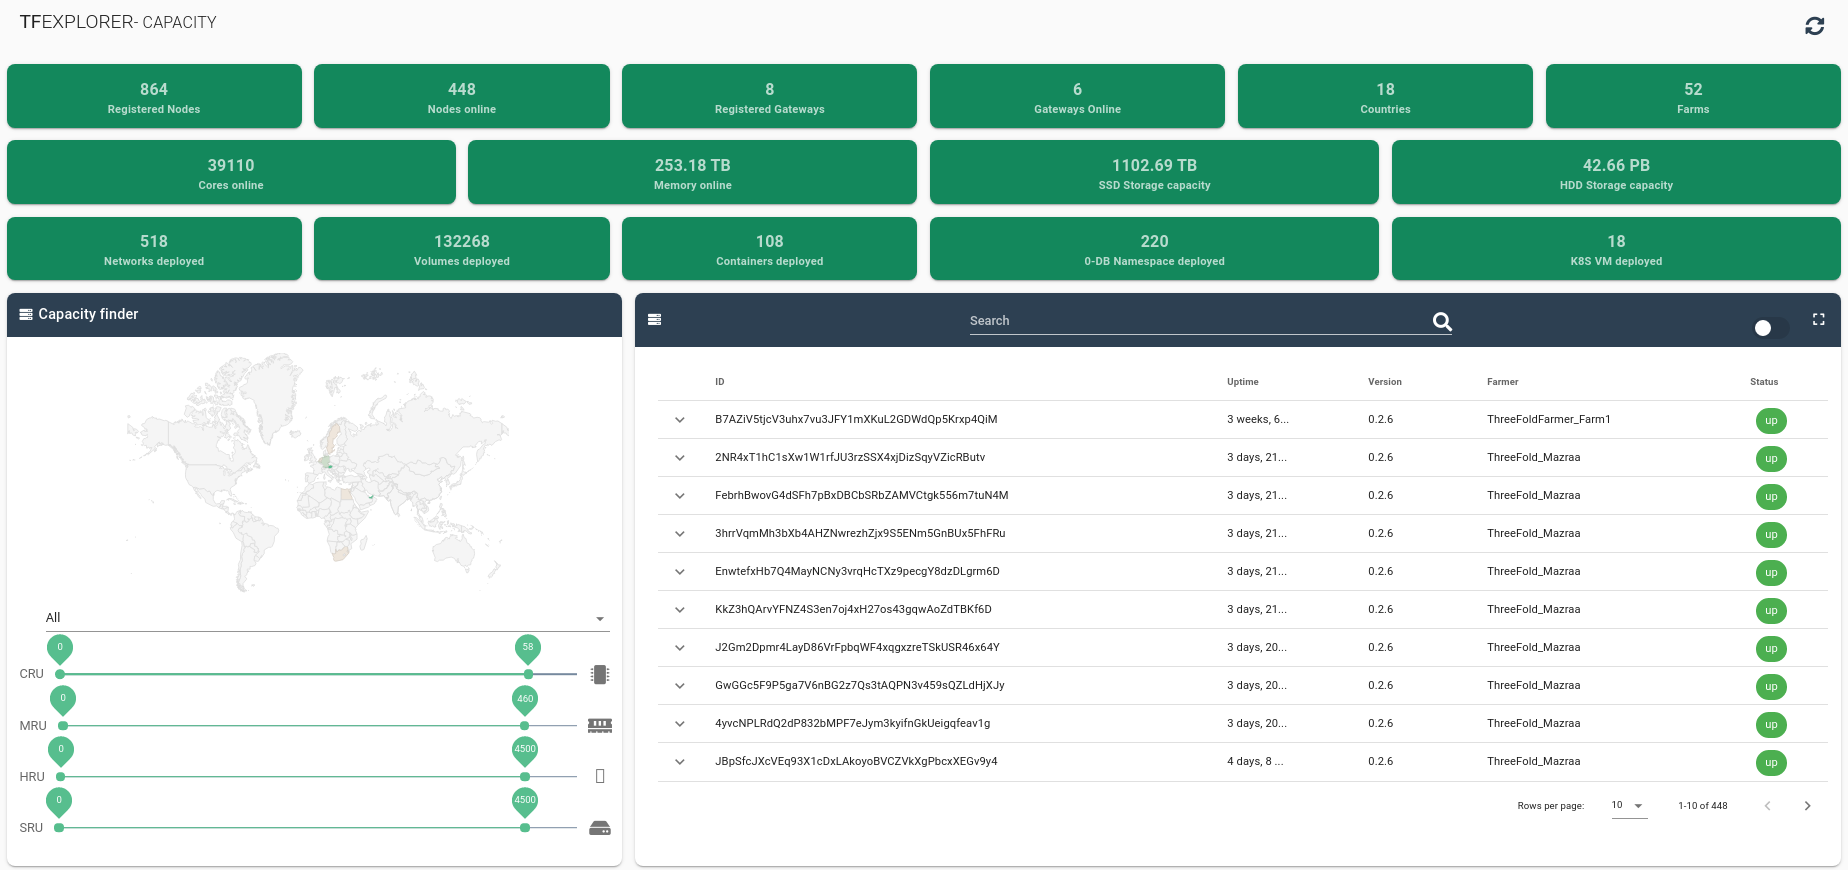 TFEXPLORER- CAPACITY
864
Registered Nodes
448
Nodes online
8
Registered Gateways
6
Gateways Online
18
Countries
52
Farms
39110
Cores online
253.18 TB
Memory online
1102.69 TB
SSD Storage capacity
42.66 PB
HDD Storage capacity
518
Networks deployed
132268
Volumes deployed
108
Containers deployed
220
0-DB Namespace deployed
18
K8S VM deployed
Capacity finder
All
0 58
CRU
0 460
MRU
0 4500
HRU
0 4500
SRU
Search
ID Uptime Version Farmer Status
B7AZiV5tjcV3uhx7vu3JFY1mXKuL2GDWdQp5Krxp4QiM 3 weeks, 6... 0.2.6 ThreeFoldFarmer_Farm1 up
2NR4xT1hC1sXw1W1rfJU3rzSSX4xjDizSqyVZicRButv 3 days, 21... 0.2.6 ThreeFold_Mazraa up
FebrhBwovG4dSFh7pBxDBCbSRbZAMVCtgk556m7tuN4M 3 days, 21... 0.2.6 ThreeFold_Mazraa up
3hrrVqmMh3bXb4AHZNwrezhZjx9S5ENm5GnBUx5FhFRu 3 days, 21... 0.2.6 ThreeFold_Mazraa up
EnwtefxHb7Q4MayNCNy3vrqHcTXz9pecgY8dzDLgrm6D 3 days, 21... 0.2.6 ThreeFold_Mazraa up
KkZ3hQArvYFNZ4S3en7oj4xH27os43gqwAoZdTBKf6D 3 days, 21... 0.2.6 ThreeFold_Mazraa up
J2Gm2Dpmr4LayD86VrFpbqWF4xqgxzreTSkUSR46x64Y 3 days, 20... 0.2.6 ThreeFold_Mazraa up
GwGGc5F9P5ga7V6nBG2z7Qs3tAQPN3v459sQZLdHjXJy 3 days, 20... 0.2.6 ThreeFold_Mazraa up
4yvcNPLRdQ2dP832bMPF7eJym3kyifnGkUeigqfeav1g 3 days, 20... 0.2.6 ThreeFold_Mazraa up
JBpSfcJXcVEq93X1cDxLAkoyoBVCZVkXgPbcxXEGv9y4 4 days, 8 ... 0.2.6 ThreeFold_Mazraa up
Rows per page: 10 1-10 of 448